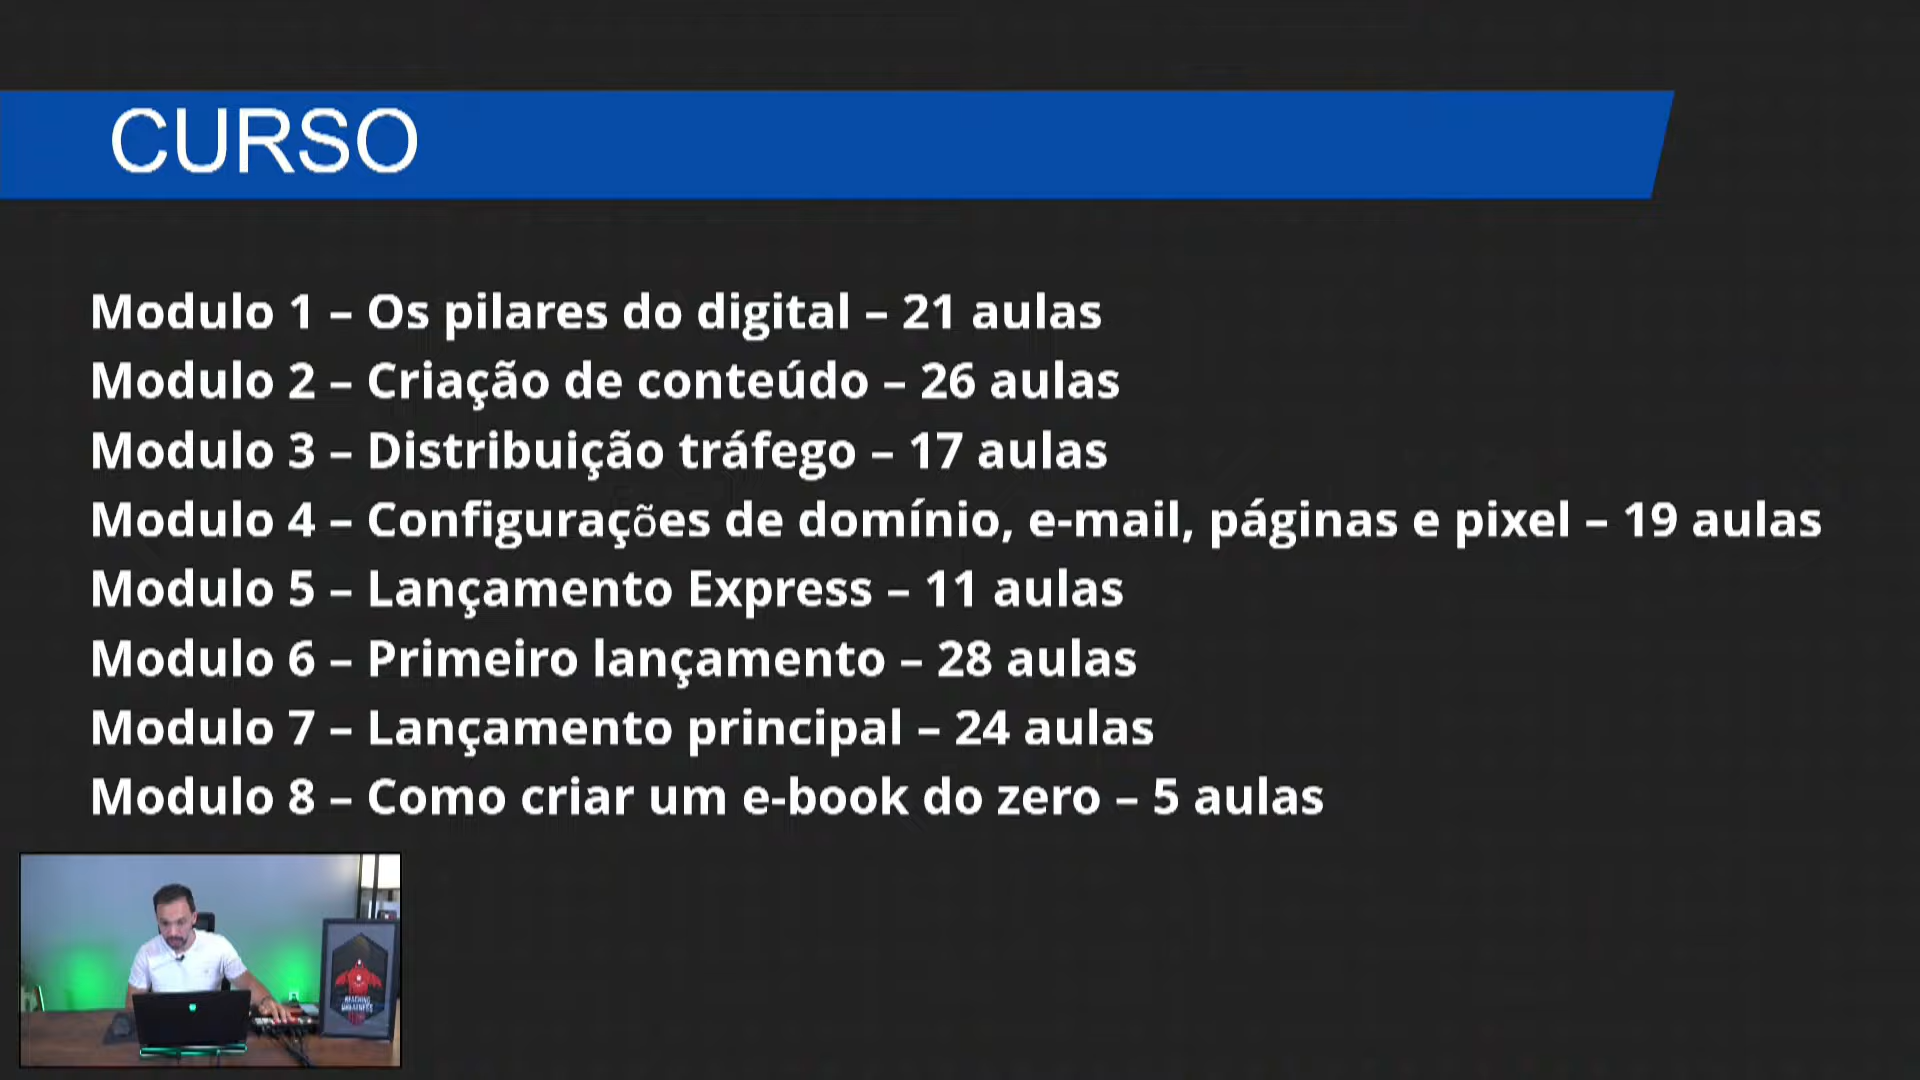 CURSO
Modulo 1 – Os pilares do digital – 21 aulas
Modulo 2 – Criação de conteúdo – 26 aulas
Modulo 3 – Distribuição tráfego – 17 aulas
Modulo 4 – Configurações de domínio, e-mail, páginas e pixel – 19 aulas
Modulo 5 – Lançamento Express – 11 aulas
Modulo 6 – Primeiro lançamento – 28 aulas
Modulo 7 – Lançamento principal – 24 aulas
Modulo 8 – Como criar um e-book do zero – 5 aulas
REACHING
GREATNESS